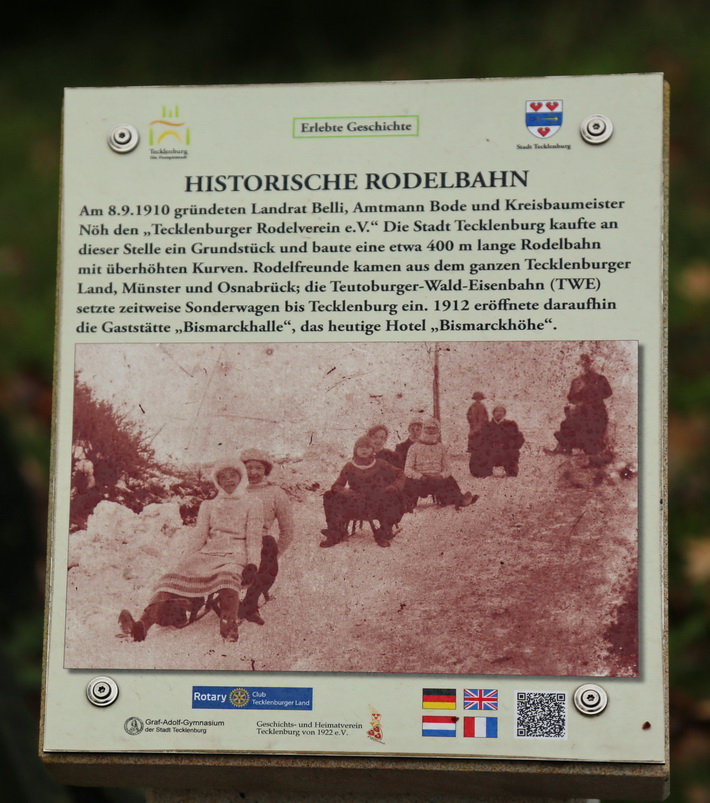 Erlebte Geschichte
Tecklenburg
Stadt Tecklenburg
HISTORISCHE RODELBAHN
Am 8.9.1910 gründeten Landrat Belli, Amtmann Bode und Kreisbaumeister
Nöh den „Tecklenburger Rodelverein e.V.“ Die Stadt Tecklenburg kaufte an
dieser Stelle ein Grundstück und baute eine etwa 400 m lange Rodelbahn
mit überhöhten Kurven. Rodelfreunde kamen aus dem ganzen Tecklenburger
Land, Münster und Osnabrück; die Teutoburger-Wald-Eisenbahn (TWE)
setzte zeitweise Sonderwagen bis Tecklenburg ein. 1912 eröffnete daraufhin
die Gaststätte „Bismarckhalle“, das heutige Hotel „Bismarckhöhe“.
Rotary Club
Tecklenburger Land
Graf-Adolf-Gymnasium
der Stadt Tecklenburg
Geschichts- und Heimatverein
Tecklenburg von 1922 e.V.